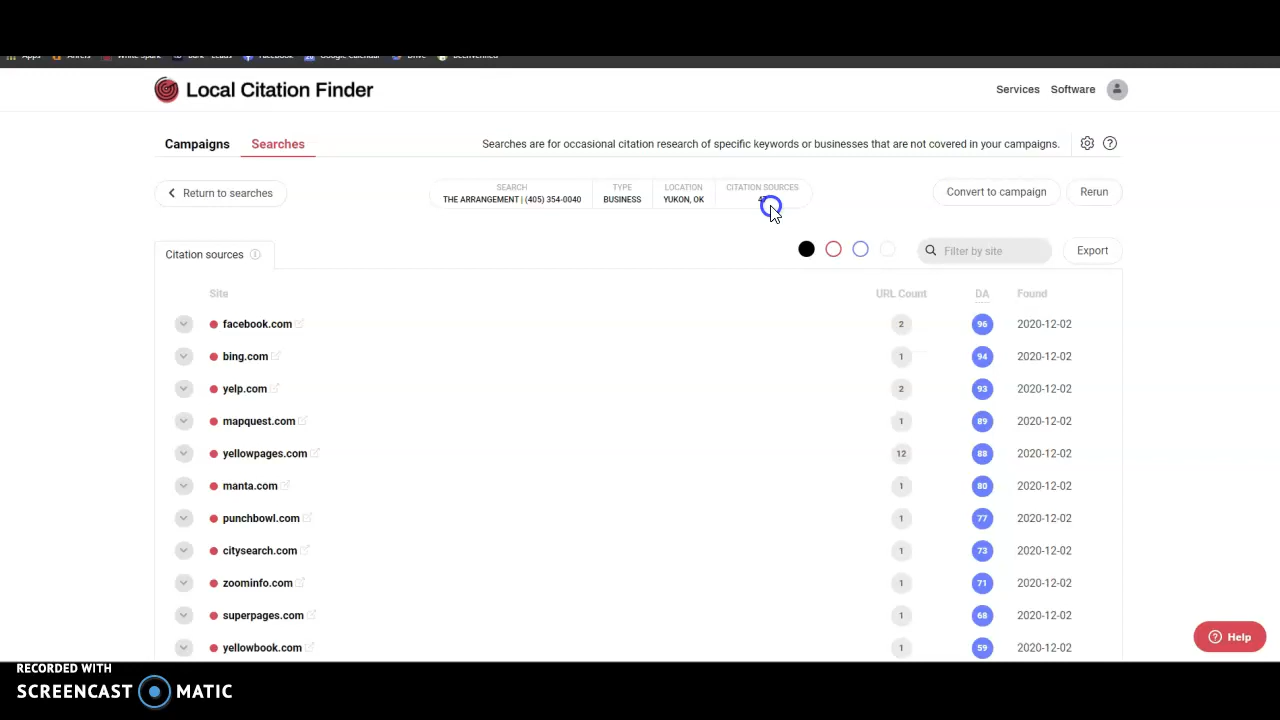 Apps Ahrefs Facebook Google Calendar Drive BeenVerified
Local Citation Finder
Services Software
Campaigns Searches Searches are for occasional citation research of specific keywords or businesses that are not covered in your campaigns.
Return to searches
SEARCH TYPE LOCATION CITATION SOURCES
THE ARRANGEMENT | (405) 354-0040 BUSINESS YUKON, OK
Convert to campaign Rerun
Citation sources Filter by site Export
Site URL Count DA Found
facebook.com 2 96 2020-12-02
bing.com 1 94 2020-12-02
yelp.com 2 93 2020-12-02
mapquest.com 1 89 2020-12-02
yellowpages.com 12 88 2020-12-02
manta.com 1 80 2020-12-02
punchbowl.com 1 77 2020-12-02
citysearch.com 1 73 2020-12-02
zoominfo.com 1 71 2020-12-02
superpages.com 1 68 2020-12-02
yellowbook.com 1 59 2020-12-02
Help
RECORDED WITH
SCREENCAST MATIC